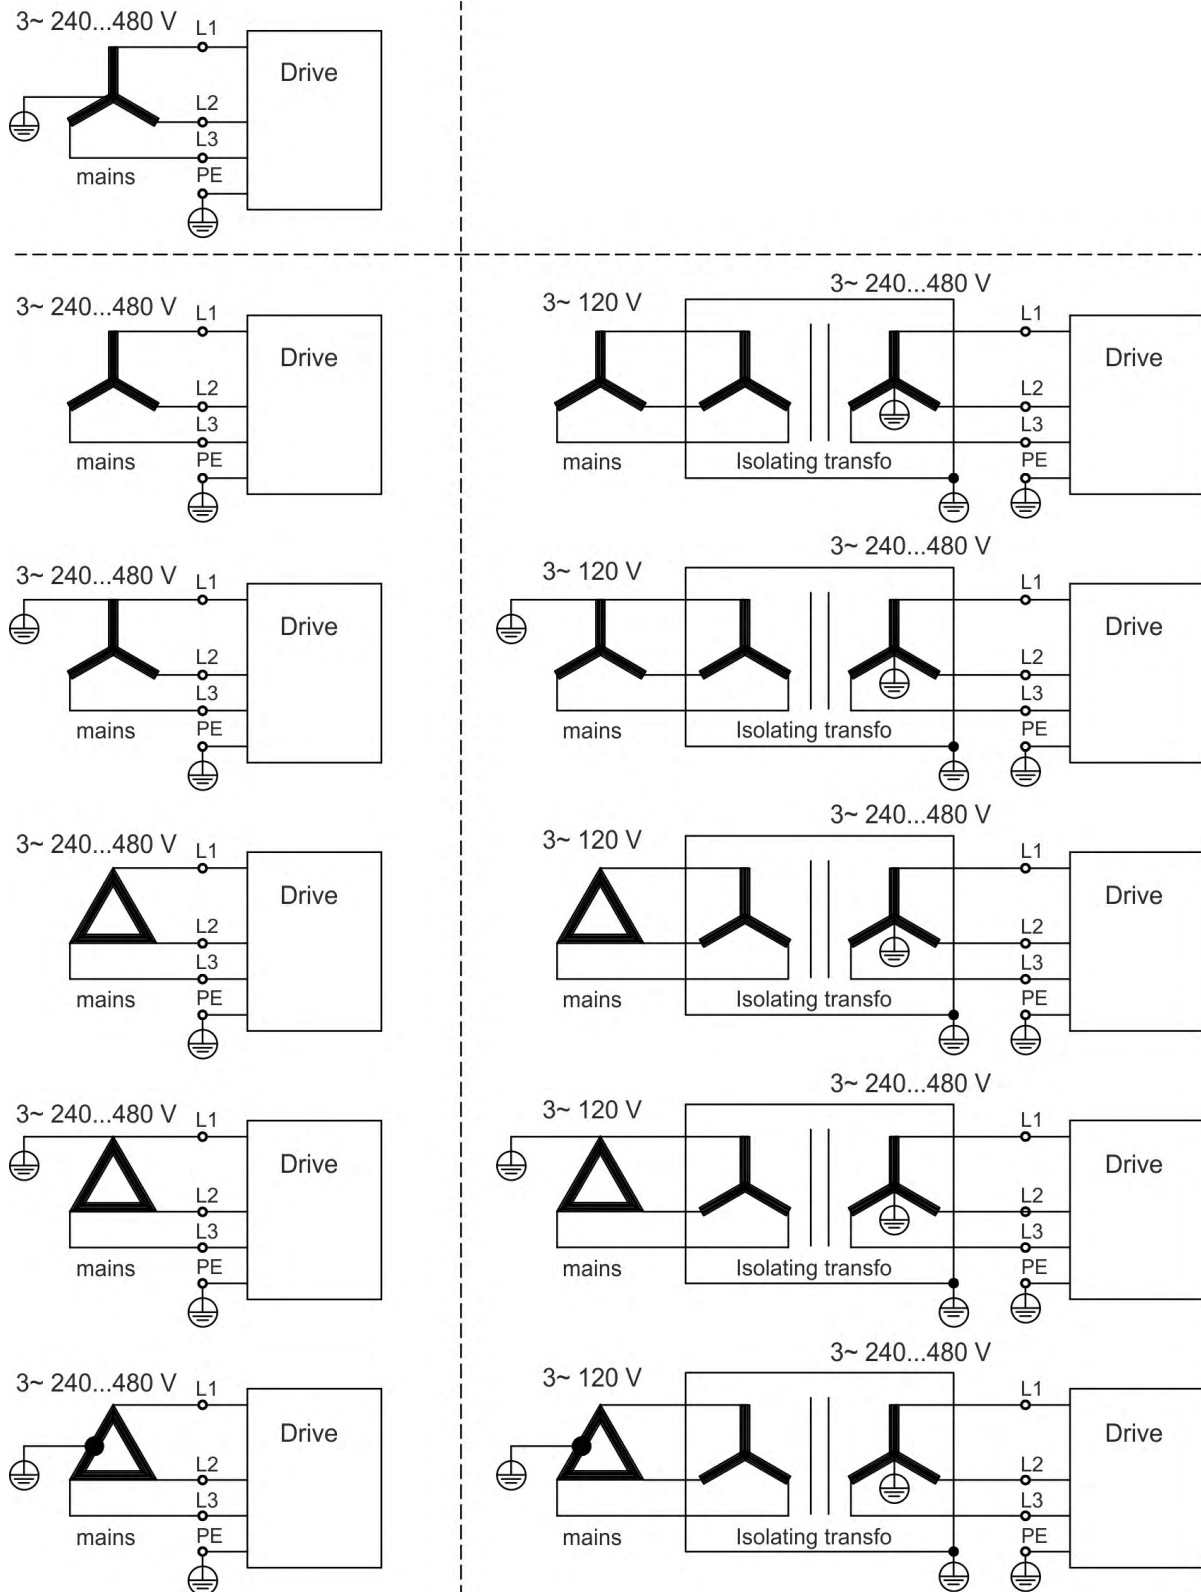 3~ 240...480 V
L1
Drive
L2
L3
mains
PE
3~ 240...480 V
L1
Drive
L2
L3
mains
PE
3~ 240...480 V
3~ 120 V
L1
Drive
L2
L3
mains
Isolating transfo
PE
3~ 240...480 V
L1
Drive
L2
L3
mains
PE
3~ 240...480 V
3~ 120 V
L1
Drive
L2
L3
mains
Isolating transfo
PE
3~ 240...480 V
L1
Drive
L2
L3
mains
PE
3~ 240...480 V
3~ 120 V
L1
Drive
L2
L3
mains
Isolating transfo
PE
3~ 240...480 V
L1
Drive
L2
L3
mains
PE
3~ 240...480 V
3~ 120 V
L1
Drive
L2
L3
mains
Isolating transfo
PE
3~ 240...480 V
L1
Drive
L2
L3
mains
PE
3~ 240...480 V
3~ 120 V
L1
Drive
L2
L3
mains
Isolating transfo
PE